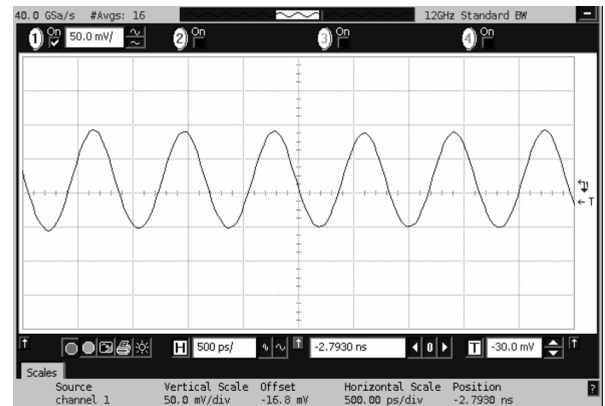 40.0 GSa/s #Avgs: 16 12GHz Standard BW
1 On 50.0 mV/ 2 On 3 On 4 On
T
H 500 ps/ -2.7930 ns 0 T -30.0 mV
Scales
Source Vertical Scale Offset Horizontal Scale Position
channel 1 50.0 mV/div -16.8 mV 500.00 ps/div -2.7930 ns
?